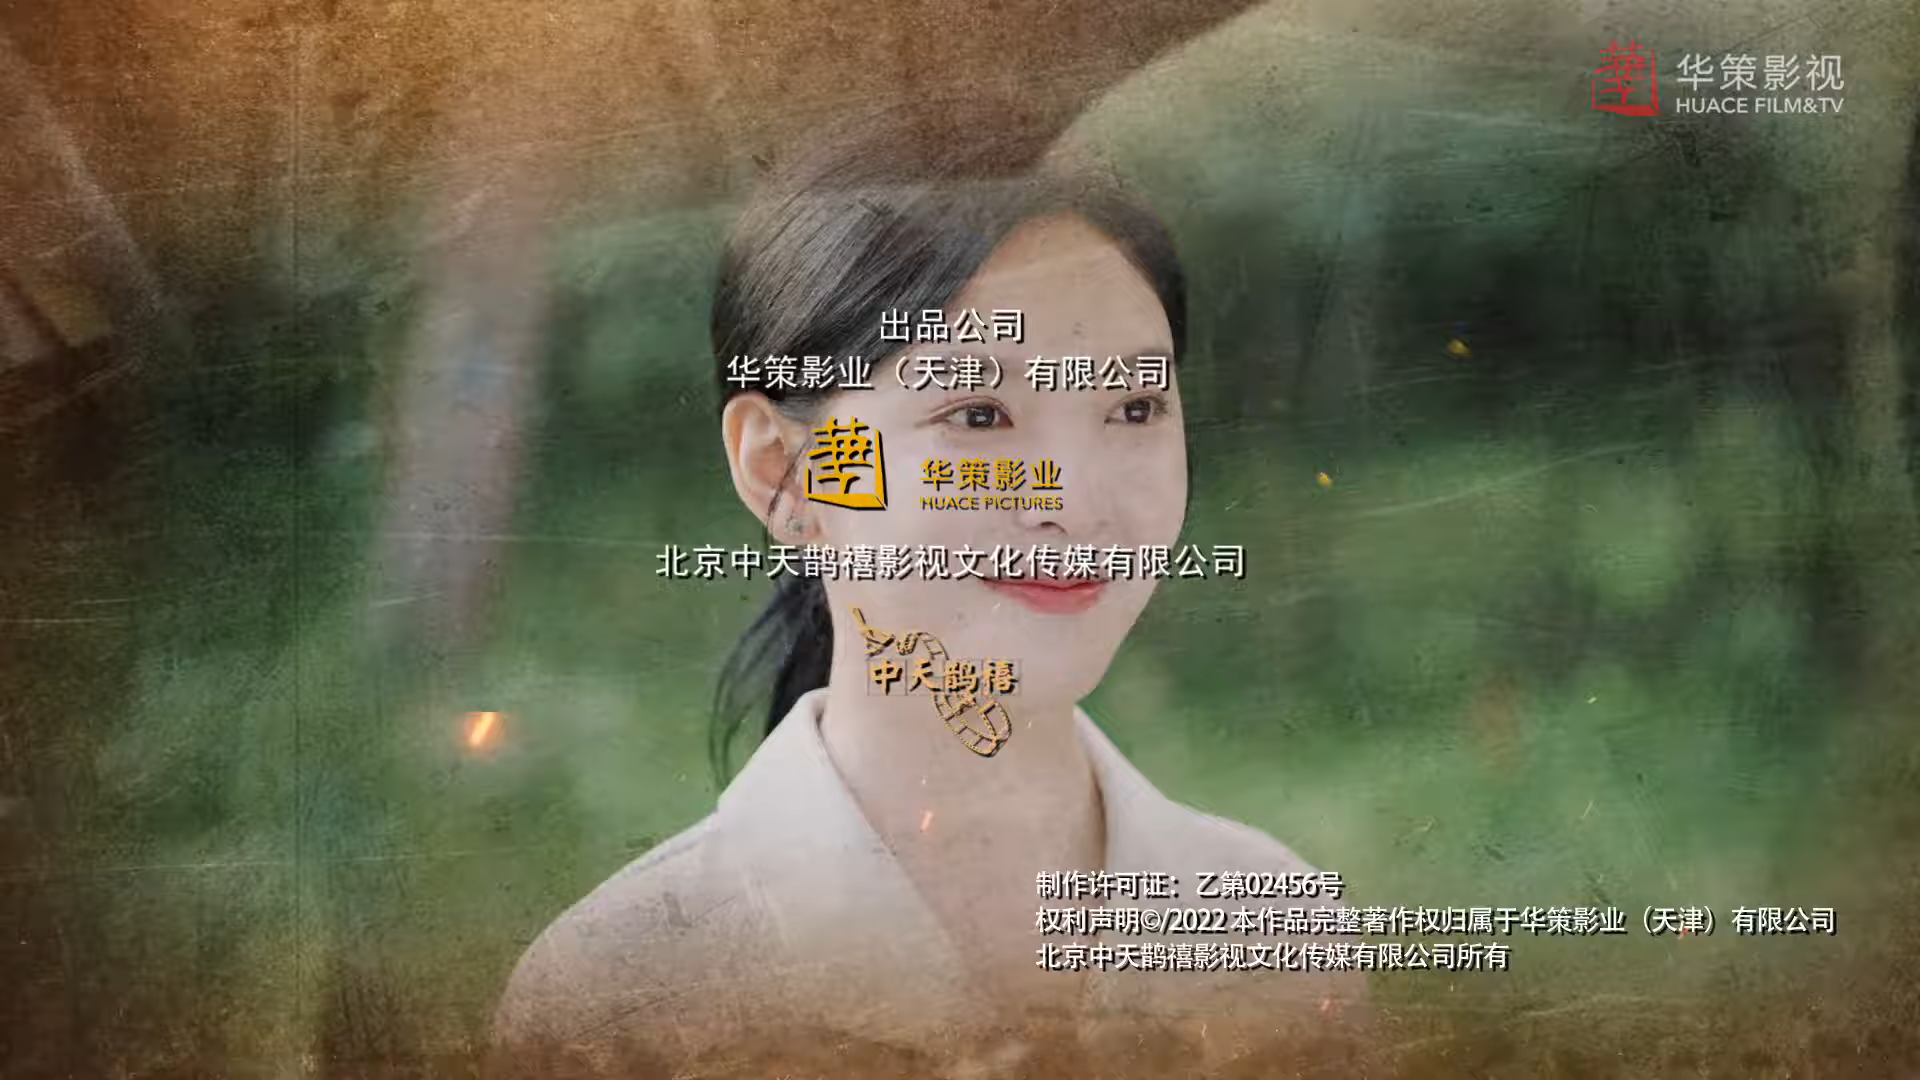 華
华策影视
HUACE FILM&TV
出品公司
华策影业（天津）有限公司
華
华策影业
HUACE PICTURES
北京中天鹊禧影视文化传媒有限公司
中天鹊禧
制作许可证：乙第02456号
权利声明©/2022 本作品完整著作权归属于华策影业（天津）有限公司
北京中天鹊禧影视文化传媒有限公司所有